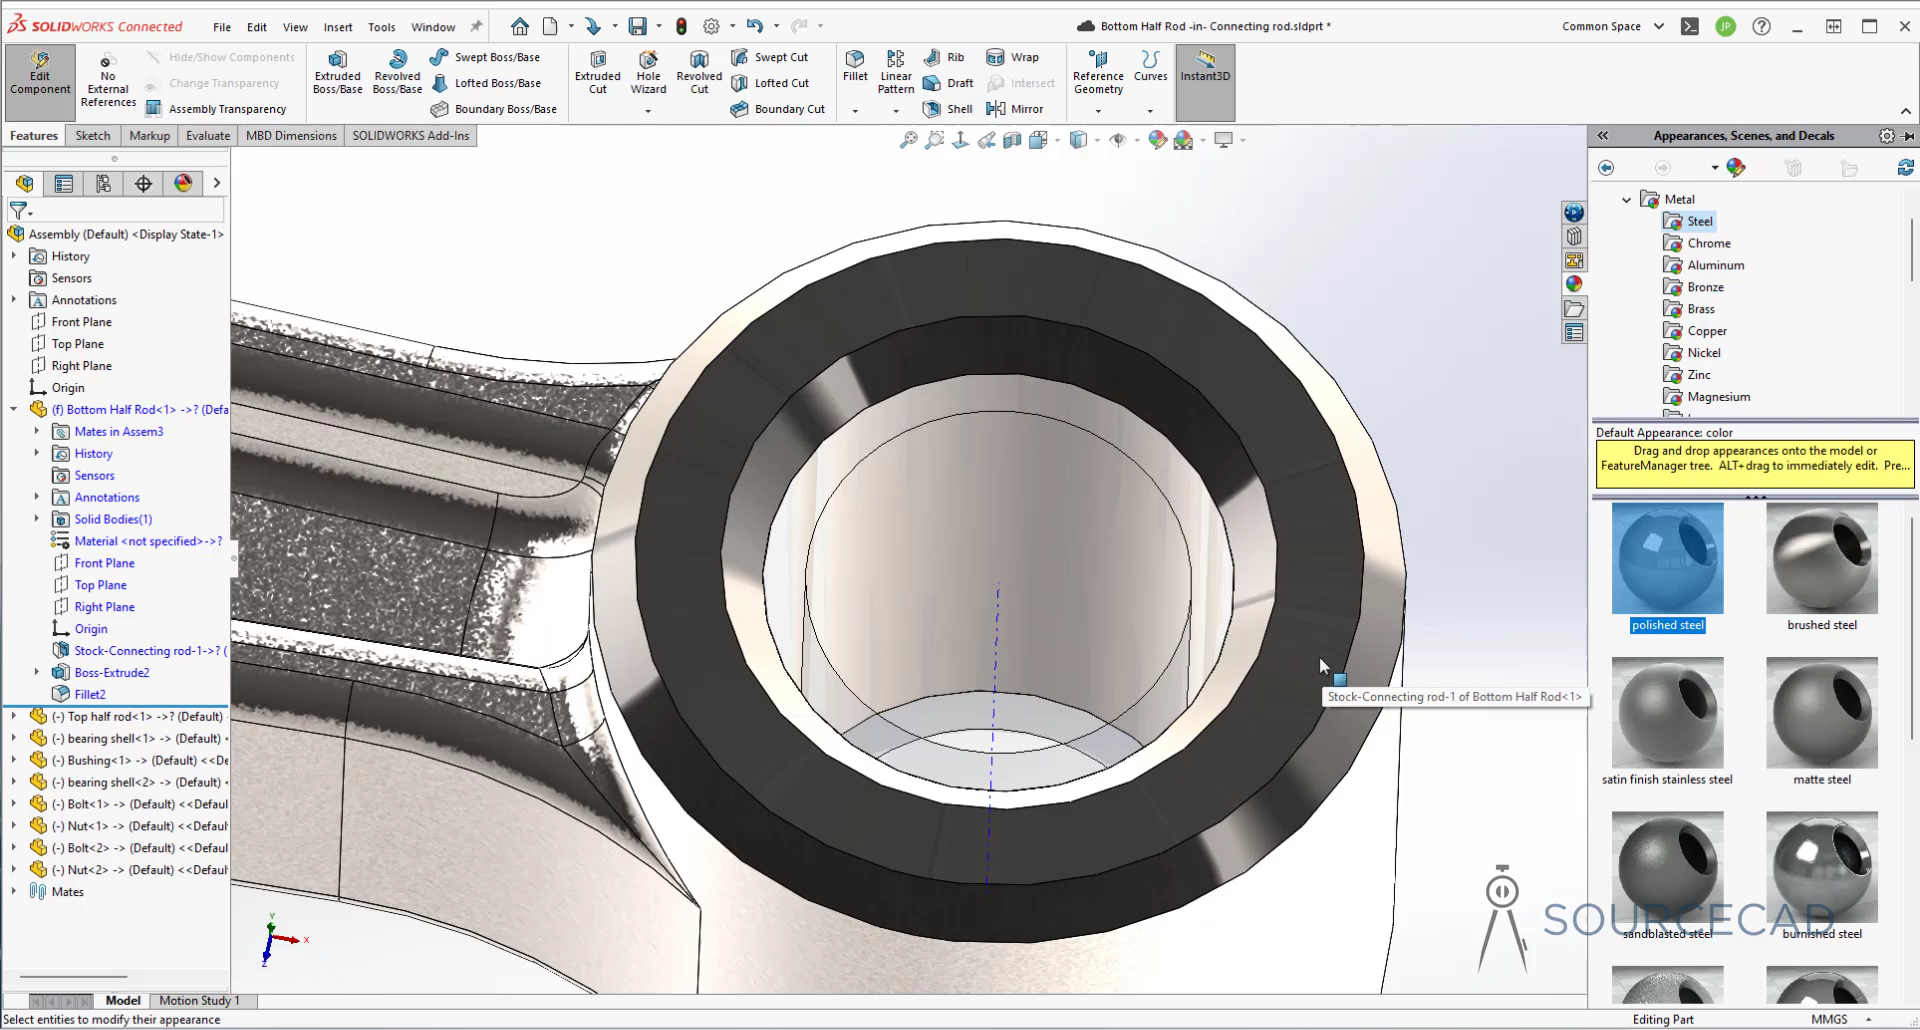 SOLIDWORKS Connected
File Edit View Insert Tools Window
Bottom Half Rod -in- Connecting rod.sldprt *
Common Space
JP
Edit Component
No External References
Hide/Show Components
Change Transparency
Assembly Transparency
Extruded Boss/Base
Revolved Boss/Base
Swept Boss/Base
Lofted Boss/Base
Boundary Boss/Base
Extruded Cut
Hole Wizard
Revolved Cut
Swept Cut
Lofted Cut
Boundary Cut
Fillet
Linear Pattern
Rib
Draft
Shell
Wrap
Intersect
Mirror
Reference Geometry
Curves
Instant3D
Features Sketch Markup Evaluate MBD Dimensions SOLIDWORKS Add-Ins
Assembly (Default) <Display State-1>
History
Sensors
Annotations
Front Plane
Top Plane
Right Plane
Origin
(f) Bottom Half Rod<1> ->? (Defa
Mates in Assem3
History
Sensors
Annotations
Solid Bodies(1)
Material <not specified>->?
Front Plane
Top Plane
Right Plane
Origin
Stock-Connecting rod-1->? (
Boss-Extrude2
Fillet2
(-) Top half rod<1> ->? (Default)
(-) bearing shell<1> -> (Default) <
(-) Bushing<1> -> (Default) <<De
(-) bearing shell<2> -> (Default) <
(-) Bolt<1> -> (Default) <<Defaul
(-) Nut<1> -> (Default) <<Defaul
(-) Bolt<2> -> (Default) <<Defaul
(-) Nut<2> -> (Default) <<Defaul
Mates
Y
X
Z
Stock-Connecting rod-1 of Bottom Half Rod<1>
Appearances, Scenes, and Decals
Metal
Steel
Chrome
Aluminum
Bronze
Brass
Copper
Nickel
Zinc
Magnesium
Default Appearance: color
Drag and drop appearances onto the model or
FeatureManager tree. ALT+drag to immediately edit. Pre...
polished steel
brushed steel
satin finish stainless steel
matte steel
sandblasted steel
burnished steel
SOURCECAD
Model Motion Study 1
Select entities to modify their appearance
Editing Part
MMGS